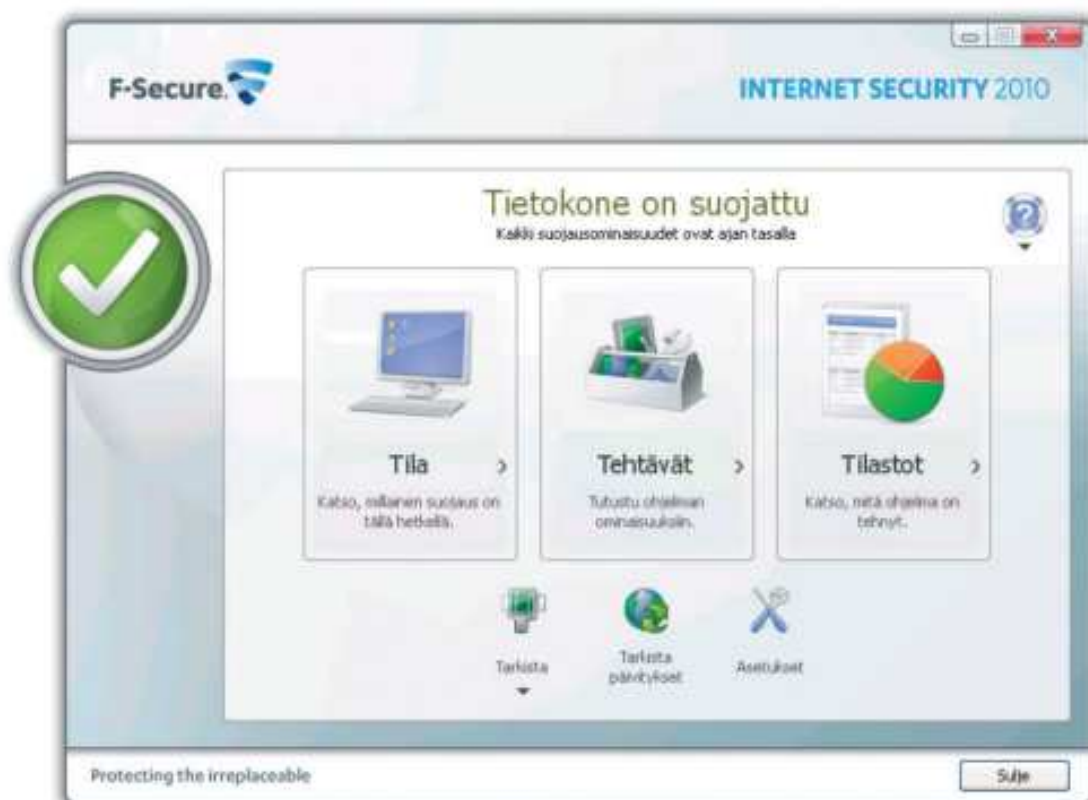 F-Secure.
INTERNET SECURITY 2010
Tietokone on suojattu
Kaikki suojausominaisuudet ovat ajan tasalla
Tila
Katso, millainen suojaus on
tällä hetkellä.
Tehtävät
Tutustu ohjelman
ominaisuuksiin.
Tilastot
Katso, mitä ohjelma on
tehnyt.
Tarkista
Tarkista
päivitykset
Asetukset
Protecting the irreplaceable
Sulje